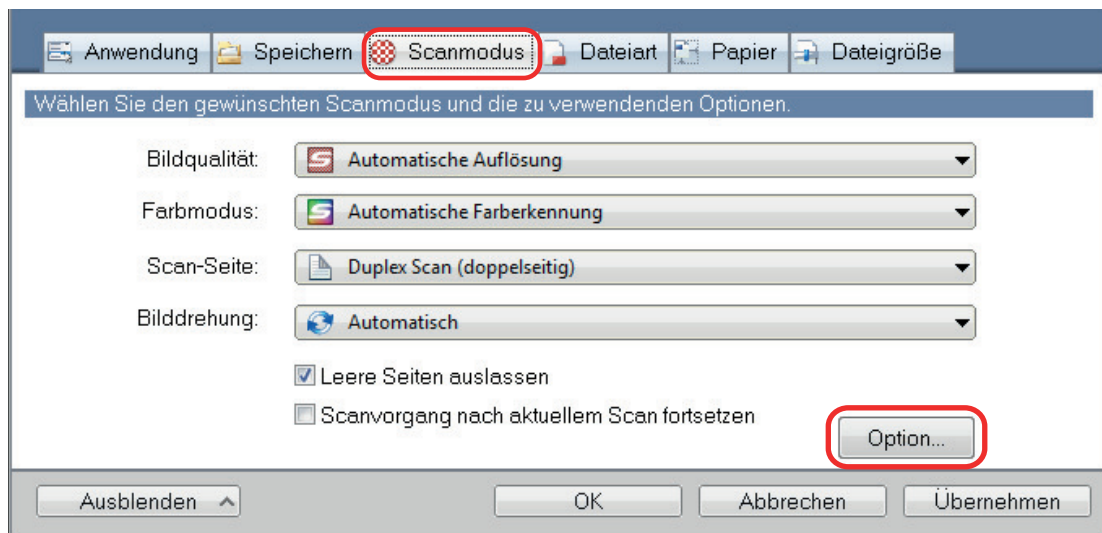 Anwendung Speichern Scanmodus Dateiart Papier Dateigröße
Wählen Sie den gewünschten Scanmodus und die zu verwendenden Optionen.
Bildqualität: Automatische Auflösung
Farbmodus: Automatische Farberkennung
Scan-Seite: Duplex Scan (doppelseitig)
Bilddrehung: Automatisch
Leere Seiten auslassen
Scanvorgang nach aktuellem Scan fortsetzen
Option...
Ausblenden OK Abbrechen Übernehmen